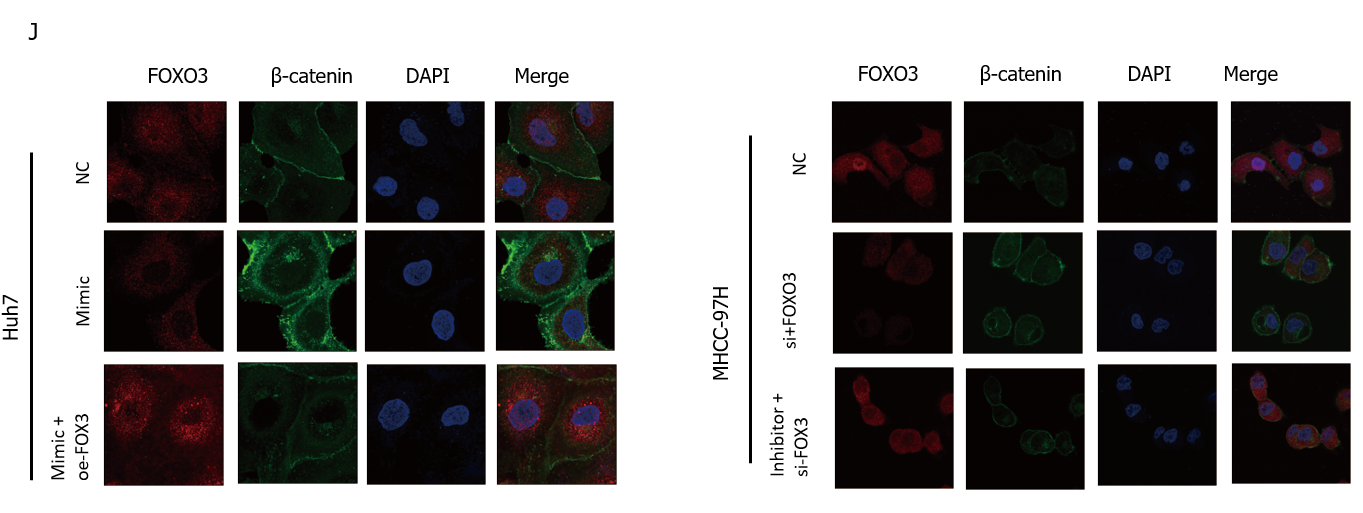 J
FOXO3 β-catenin DAPI Merge
NC
Mimic
Mimic +
oe-FOX3
Huh7
FOXO3 β-catenin DAPI Merge
NC
si+FOXO3
Inhibitor +
si-FOX3
MHCC-97H